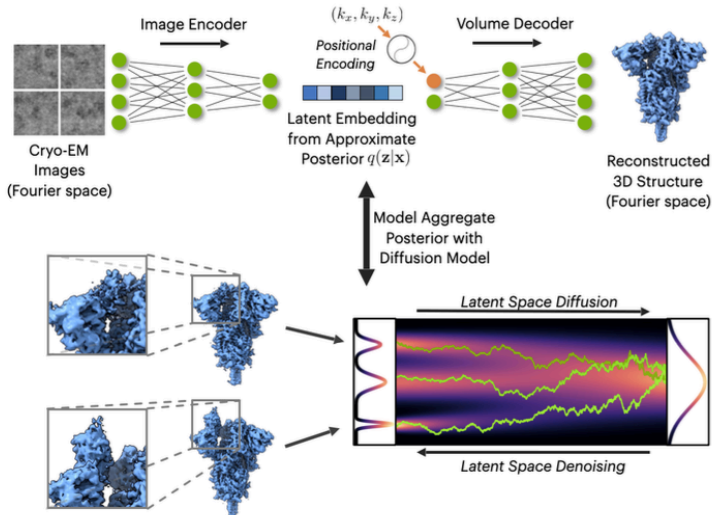 Image Encoder
(k_x, k_y, k_z)
Volume Decoder
Positional
Encoding
Latent Embedding
from Approximate
Posterior q(z|x)
Cryo-EM
Images
(Fourier space)
Reconstructed
3D Structure
(Fourier space)
Model Aggregate
Posterior with
Diffusion Model
Latent Space Diffusion
Latent Space Denoising